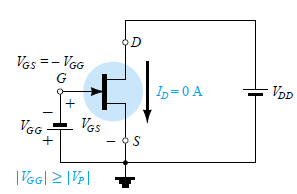 D
V_GS = – V_GG
G
+
I_D = 0 A
V_DD
–
V_GG
+
V_GS
–
S
|V_GG| ≥ |V_P|